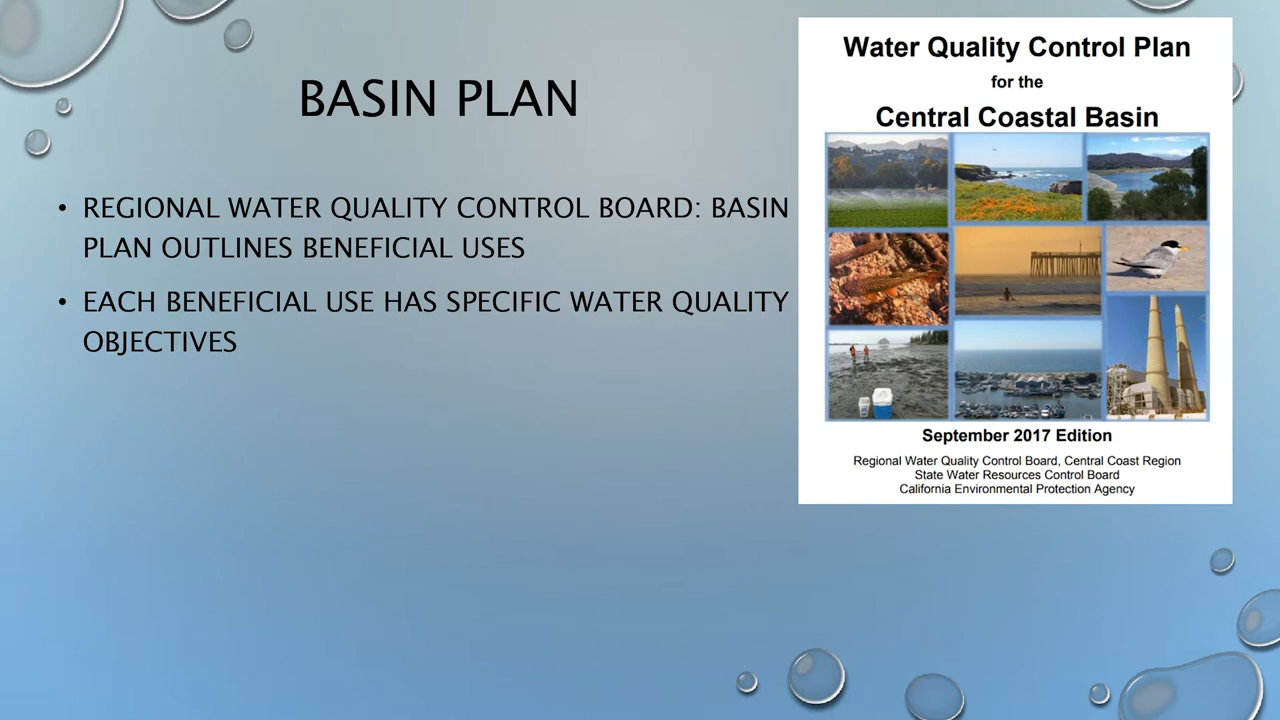 BASIN PLAN
• REGIONAL WATER QUALITY CONTROL BOARD: BASIN
PLAN OUTLINES BENEFICIAL USES
• EACH BENEFICIAL USE HAS SPECIFIC WATER QUALITY
OBJECTIVES
Water Quality Control Plan
for the
Central Coastal Basin
September 2017 Edition
Regional Water Quality Control Board, Central Coast Region
State Water Resources Control Board
California Environmental Protection Agency